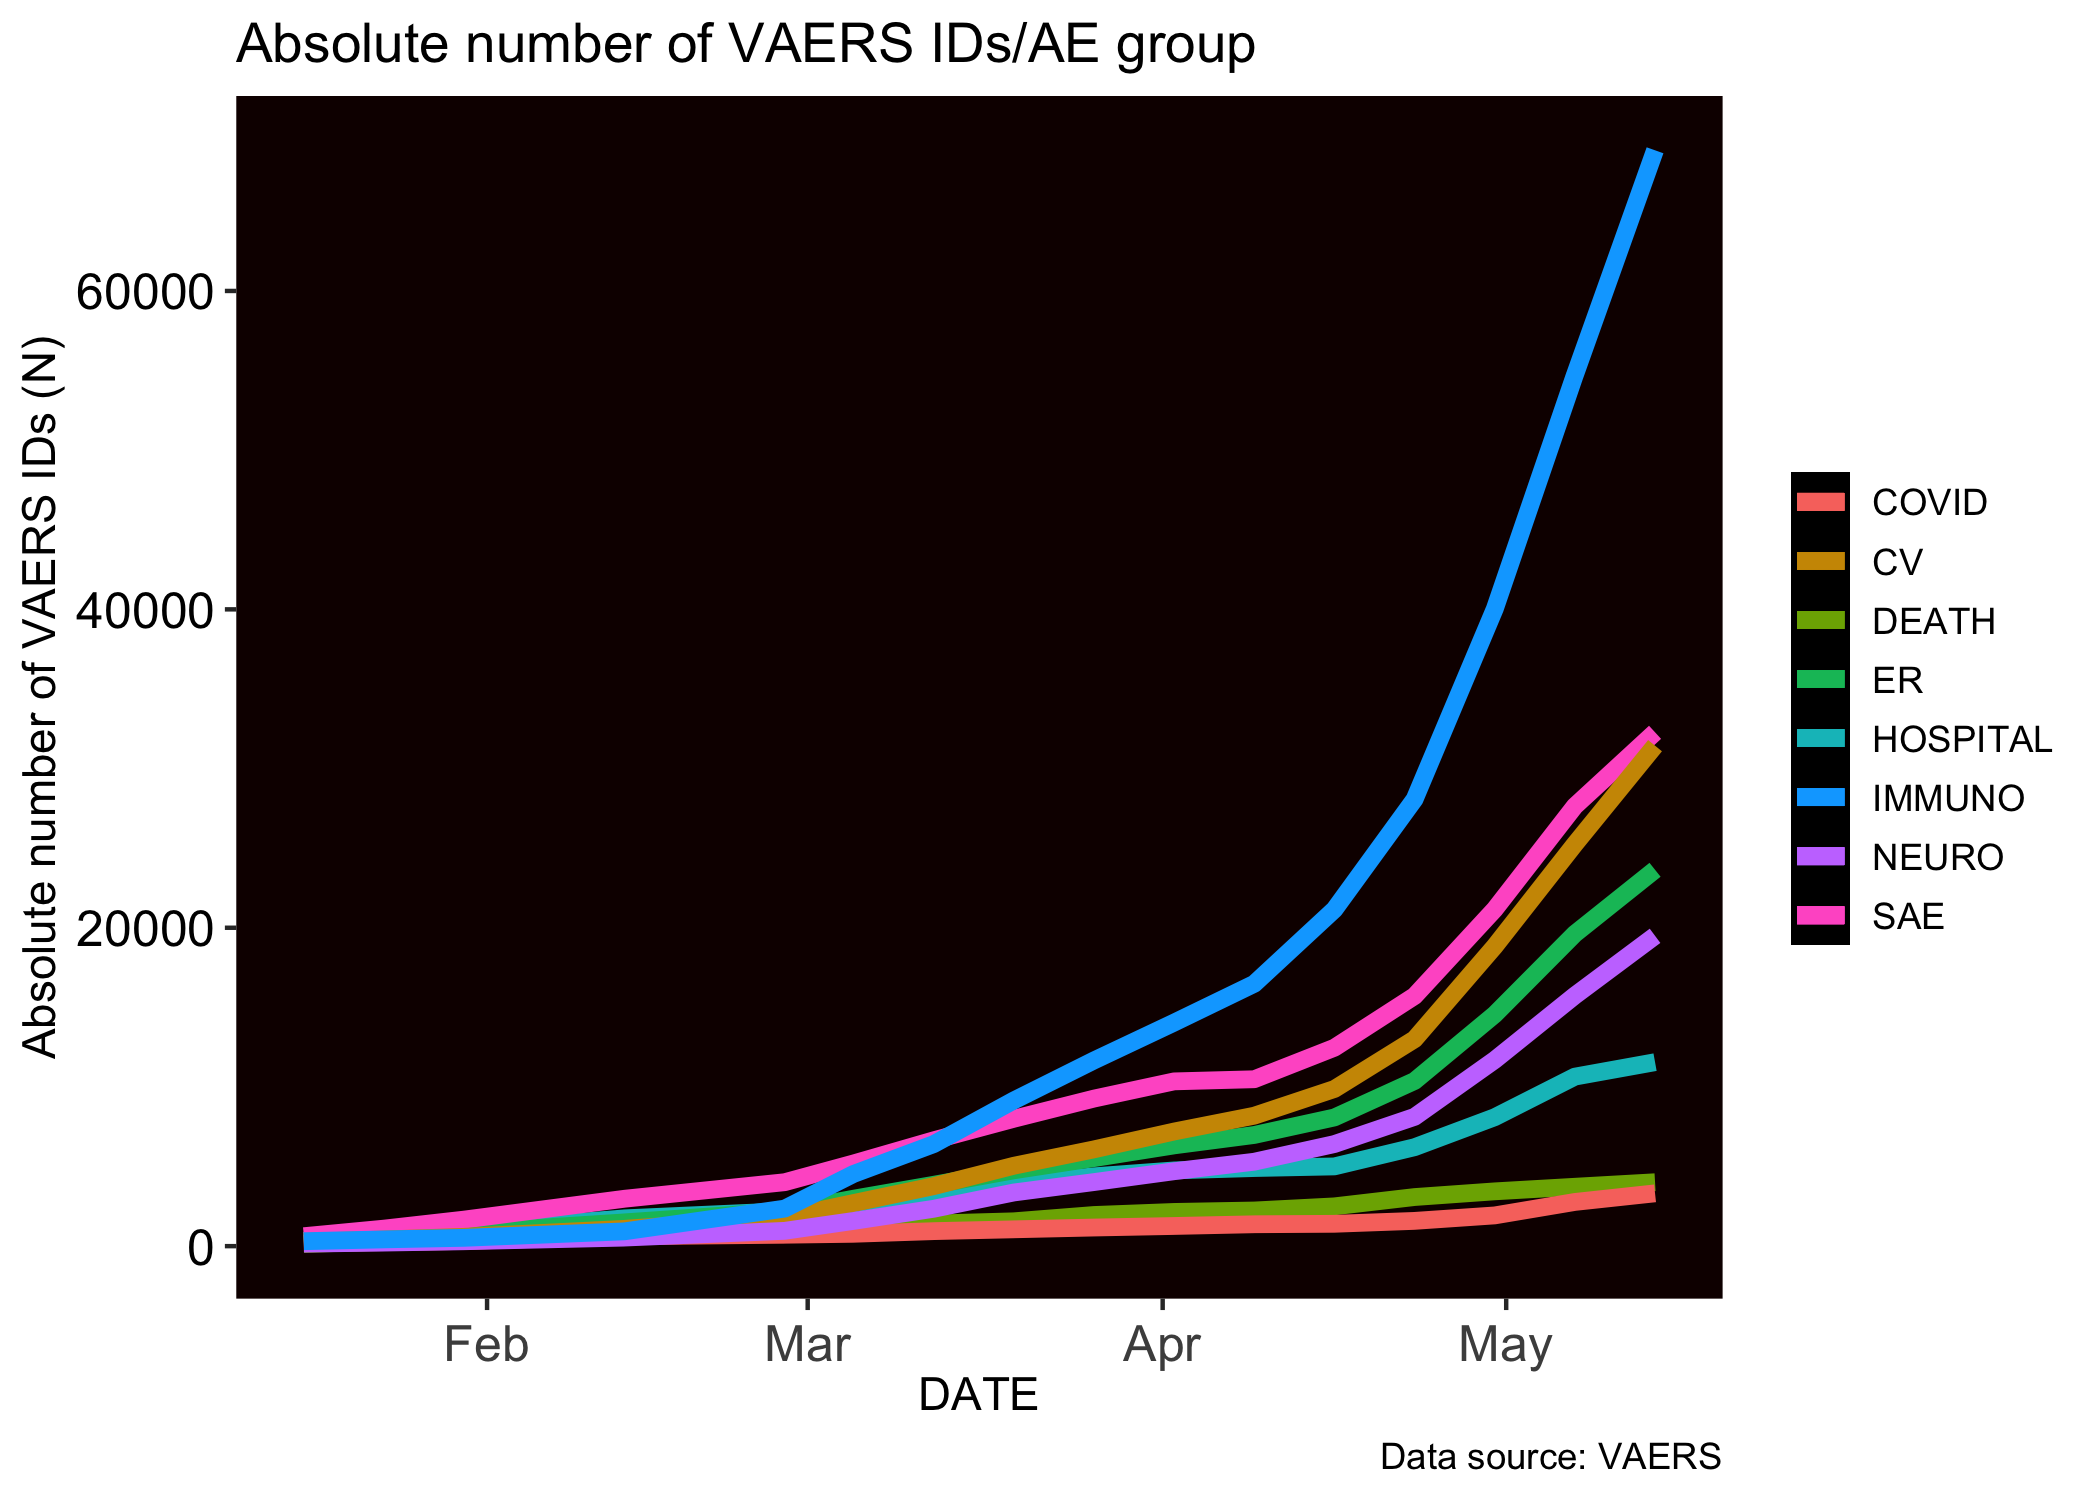 Absolute number of VAERS IDs/AE group
Absolute number of VAERS IDs (N)
60000
40000
20000
0
Feb
Mar
Apr
May
DATE
COVID
CV
DEATH
ER
HOSPITAL
IMMUNO
NEURO
SAE
Data source: VAERS